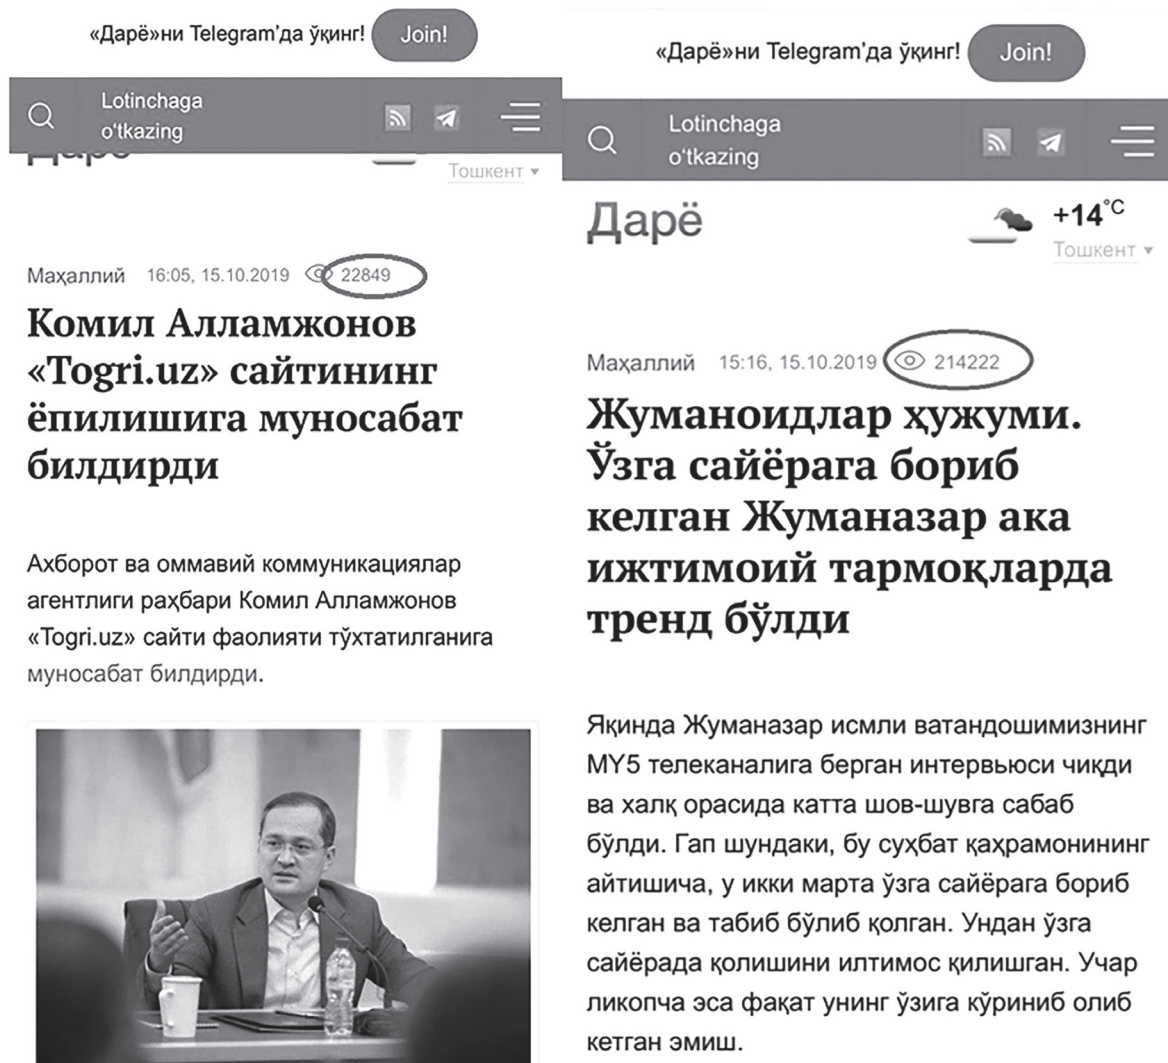 «Дарё»ни Telegram'да ўқинг! Join!
Lotinchaga
o‘tkazing
Дарё
Тошкент
Маҳаллий 16:05, 15.10.2019 22849
Комил Алламжонов
«Togri.uz» сайтининг
ёпилишига муносабат
билдирди
Ахборот ва оммавий коммуникациялар
агентлиги раҳбари Комил Алламжонов
«Togri.uz» сайти фаолияти тўхтатилганига
муносабат билдирди.
«Дарё»ни Telegram'да ўқинг! Join!
Lotinchaga
o‘tkazing
Дарё +14°C
Тошкент
Маҳаллий 15:16, 15.10.2019 214222
Жуманоидлар ҳужуми.
Ўзга сайёрага бориб
келган Жуманазар ака
ижтимоий тармоқларда
тренд бўлди
Яқинда Жуманазар исмли ватандошимизнинг
MY5 телеканалига берган интервьюси чиқди
ва халқ орасида катта шов-шувга сабаб
бўлди. Гап шундаки, бу суҳбат қаҳрамонининг
айтишича, у икки марта ўзга сайёрага бориб
келган ва табиб бўлиб қолган. Ундан ўзга
сайёрада қолишини илтимос қилишган. Учар
ликопча эса фақат унинг ўзига кўриниб олиб
кетган эмиш.